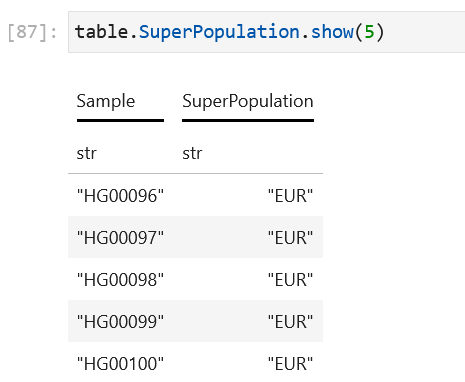 [87]: table.SuperPopulation.show(5)
Sample SuperPopulation
str str
"HG00096" "EUR"
"HG00097" "EUR"
"HG00098" "EUR"
"HG00099" "EUR"
"HG00100" "EUR"